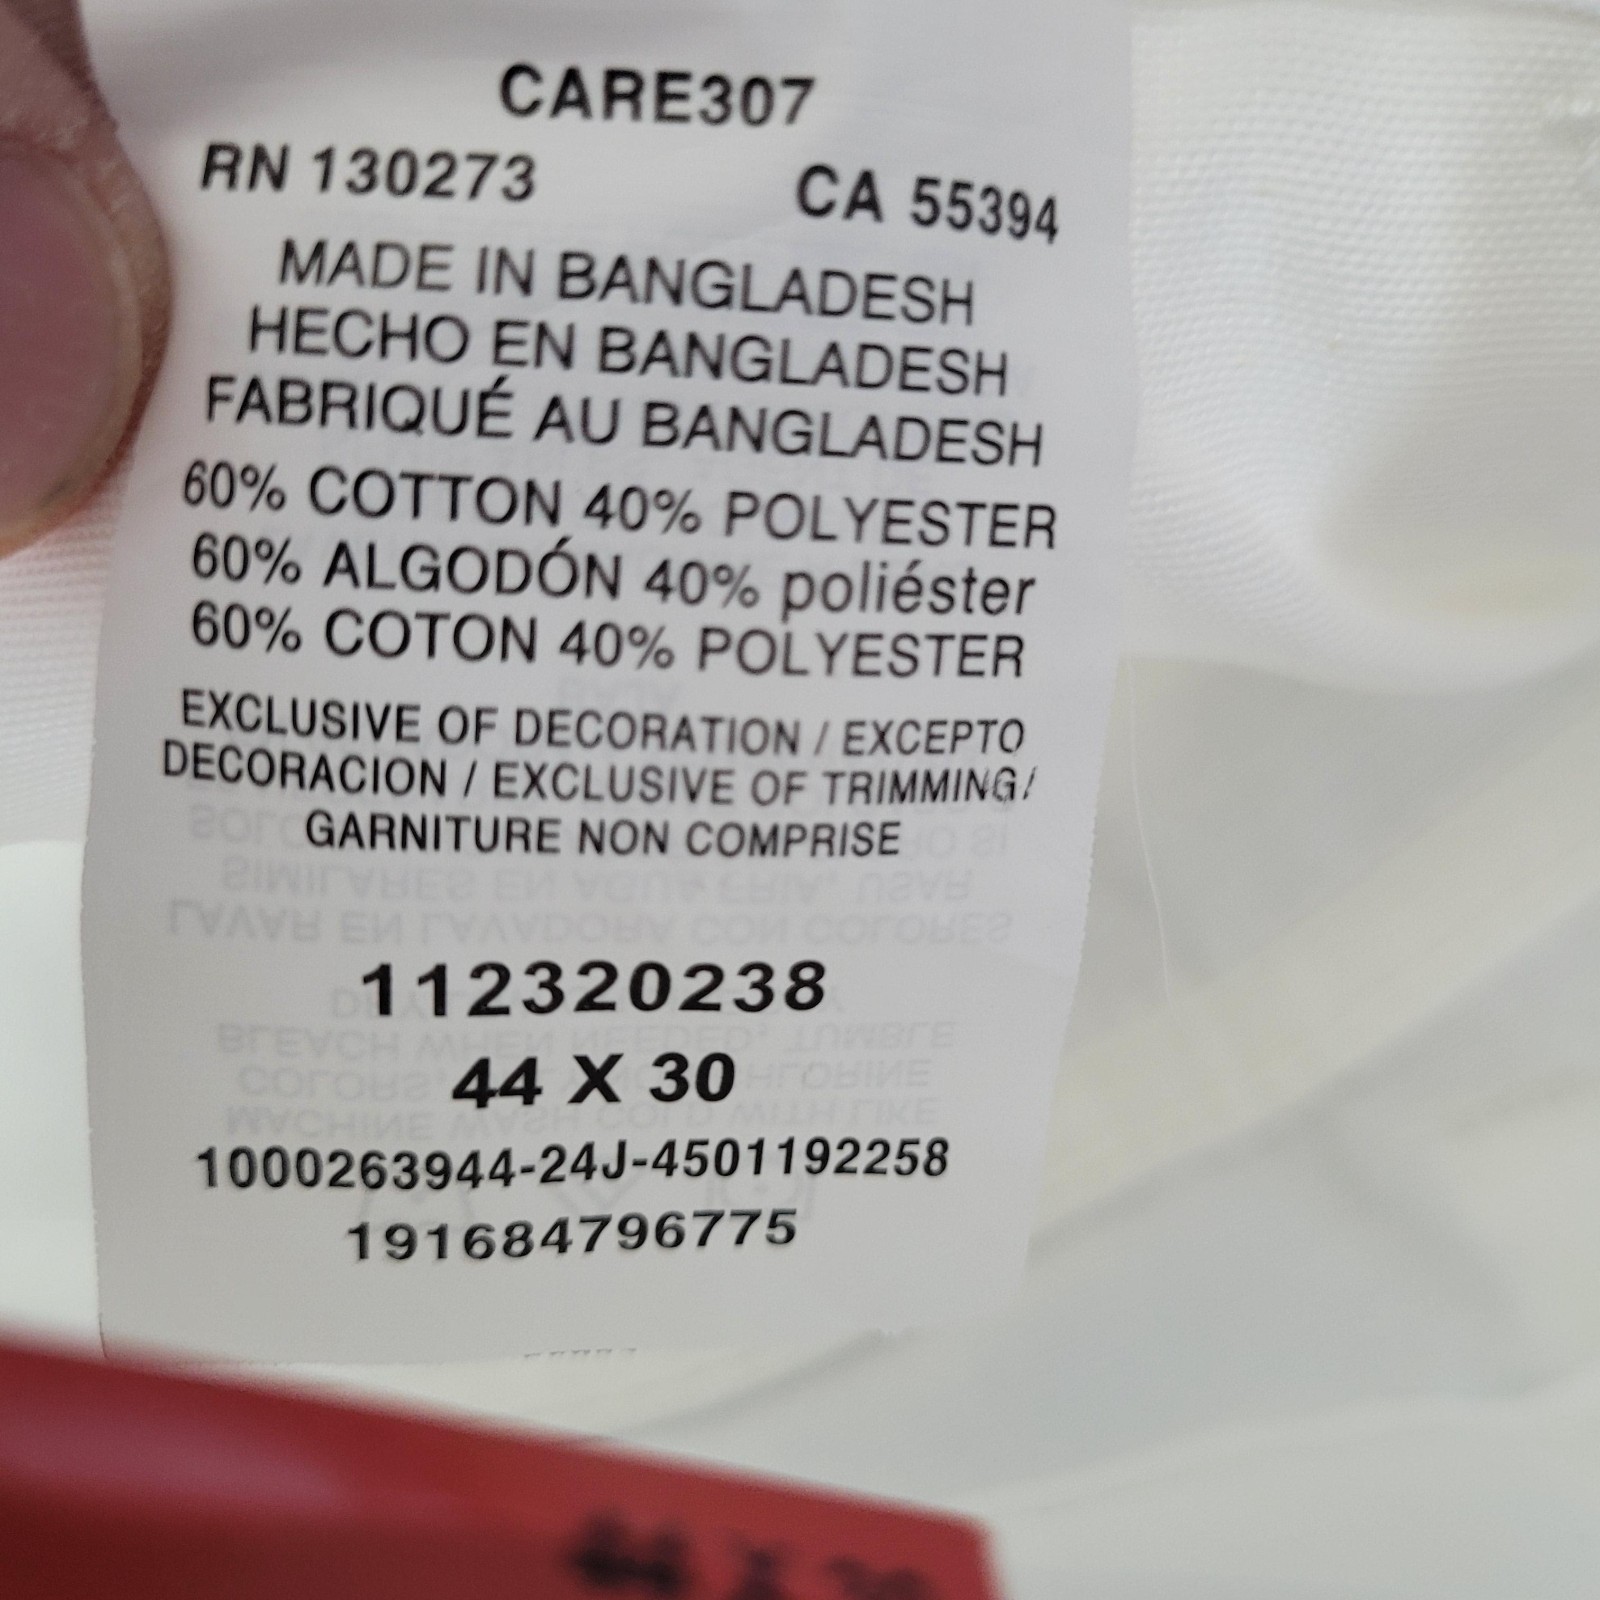 CARE307
RN 130273 CA 55394
MADE IN BANGLADESH
HECHO EN BANGLADESH
FABRIQUÉ AU BANGLADESH
60% COTTON 40% POLYESTER
60% ALGODÓN 40% poliéster
60% COTON 40% POLYESTER
EXCLUSIVE OF DECORATION / EXCEPTO
DECORACION / EXCLUSIVE OF TRIMMING/
GARNITURE NON COMPRISE
112320238
44 X 30
1000263944-24J-4501192258
191684796775
44 X 30